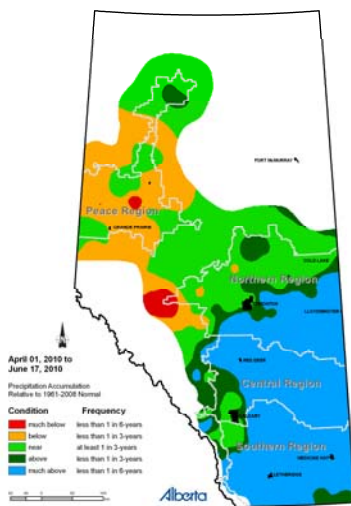 FORT McMURRAY
Peace Region
GRANDE PRAIRIE
COLD LAKE
Northern Region
EDMONTON
LLOYDMINSTER
RED DEER
Central Region
CALGARY
Southern Region
MEDICINE HAT
LETHBRIDGE
April 01, 2010 to
June 17, 2010
Precipitation Accumulation
Relative to 1961-2008 Normal
Condition Frequency
much below less than 1 in 6-years
below less than 1 in 3-years
near at least 1 in 3-years
above less than 1 in 3-years
much above less than 1 in 6-years
Alberta